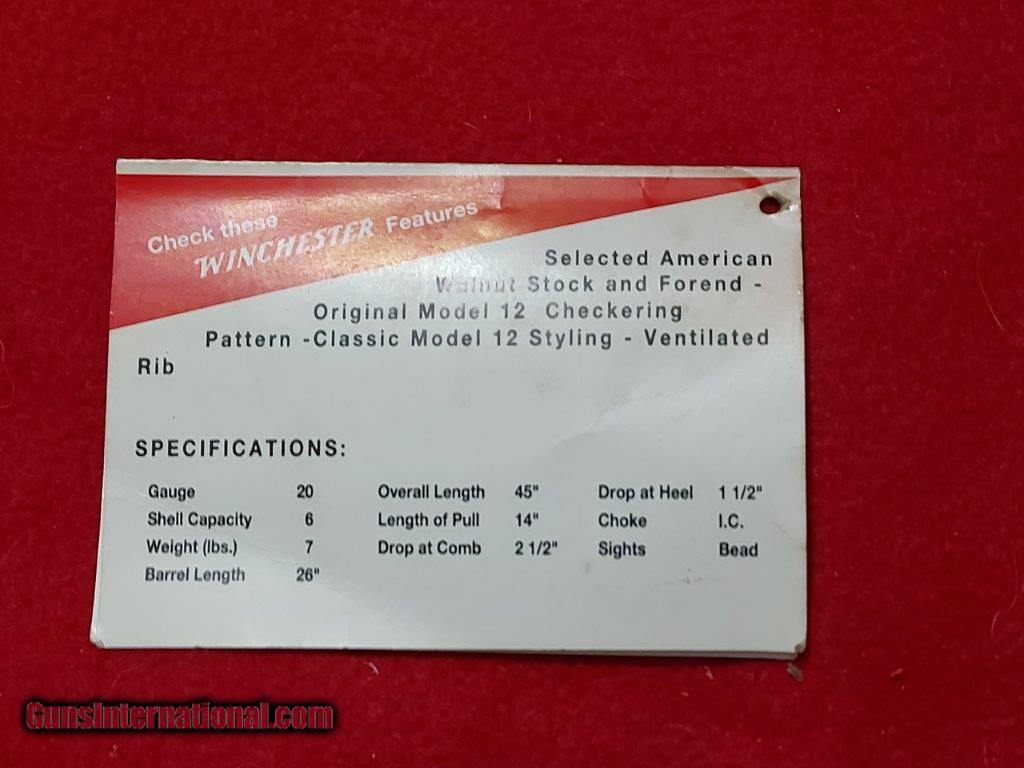 Check these
WINCHESTER Features
Selected American
Walnut Stock and Forend -
Original Model 12 Checkering
Pattern -Classic Model 12 Styling - Ventilated
Rib
SPECIFICATIONS:
Gauge 20 Overall Length 45" Drop at Heel 1 1/2"
Shell Capacity 6 Length of Pull 14" Choke I.C.
Weight (lbs.) 7 Drop at Comb 2 1/2" Sights Bead
Barrel Length 26"
GunsInternational.com